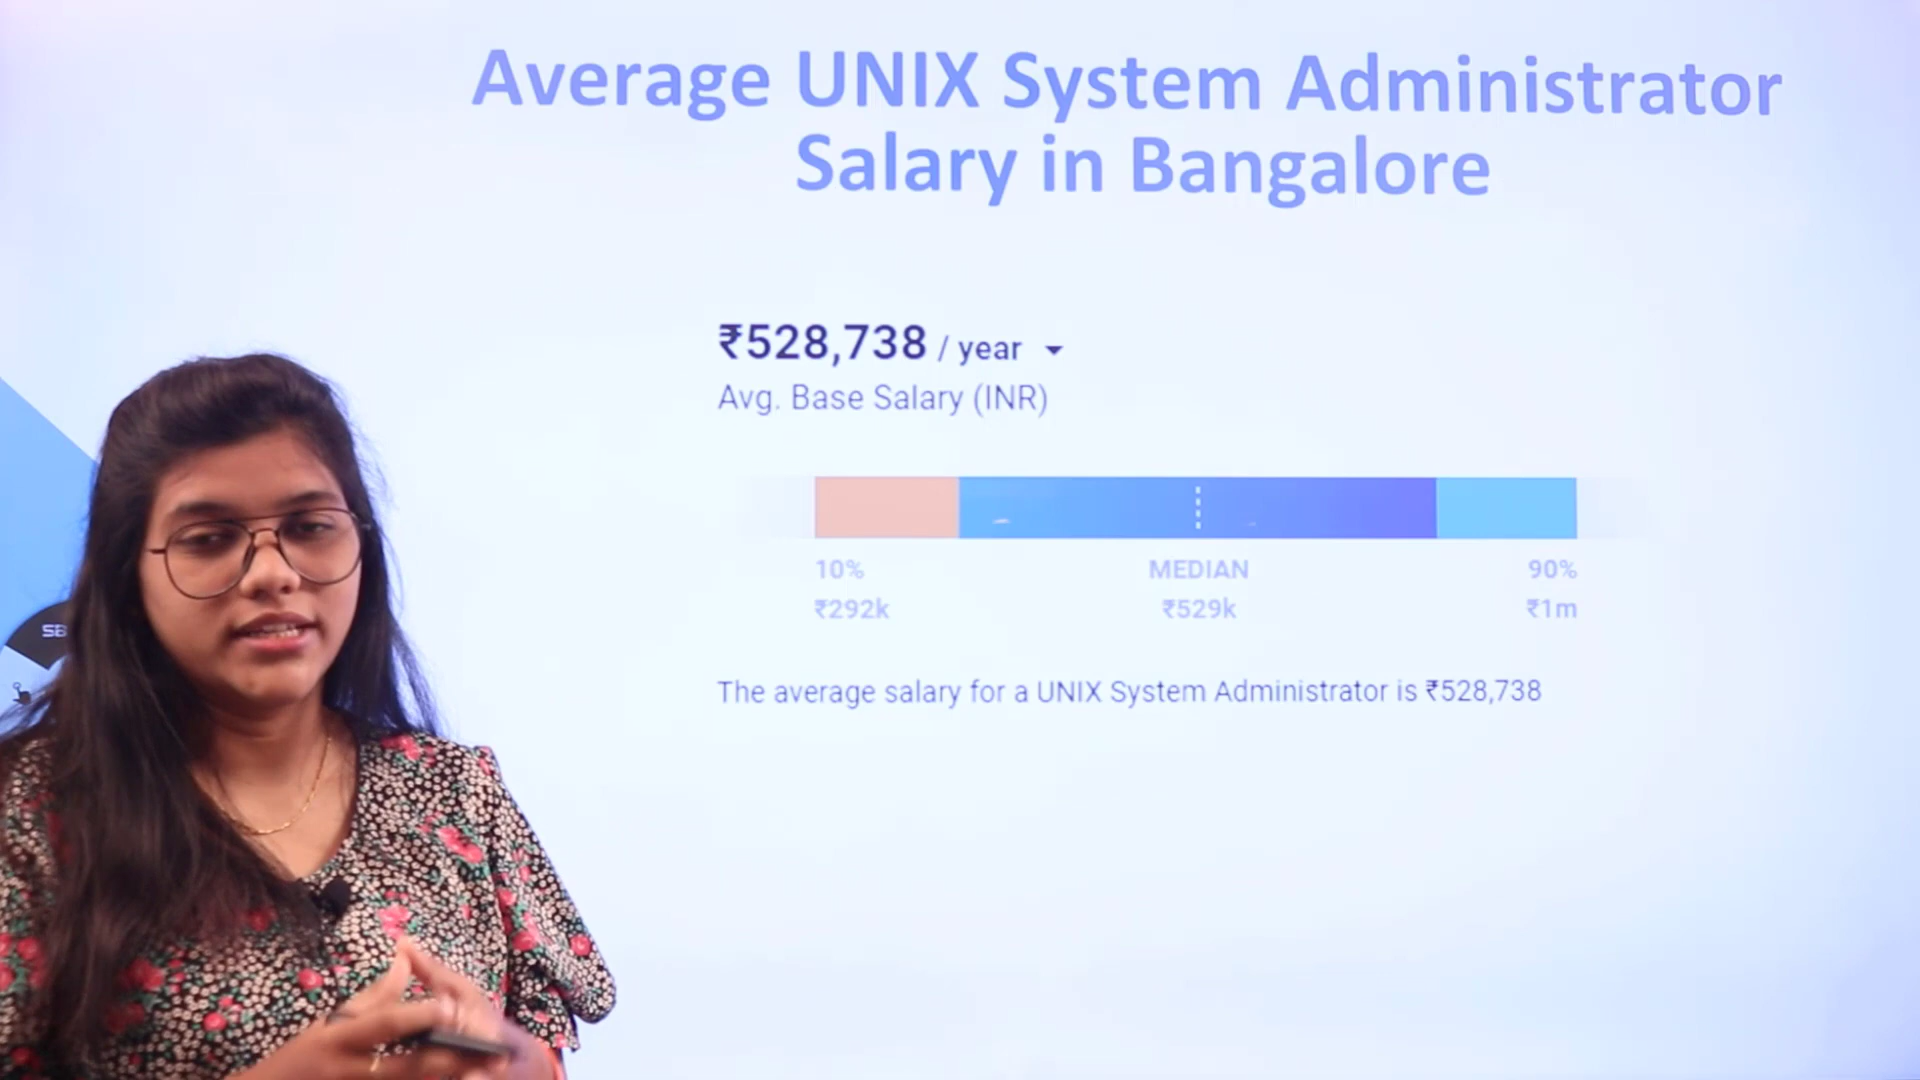 Average UNIX System Administrator
Salary in Bangalore
₹528,738 / year
Avg. Base Salary (INR)
10% MEDIAN 90%
₹292k ₹529k ₹1m
The average salary for a UNIX System Administrator is ₹528,738